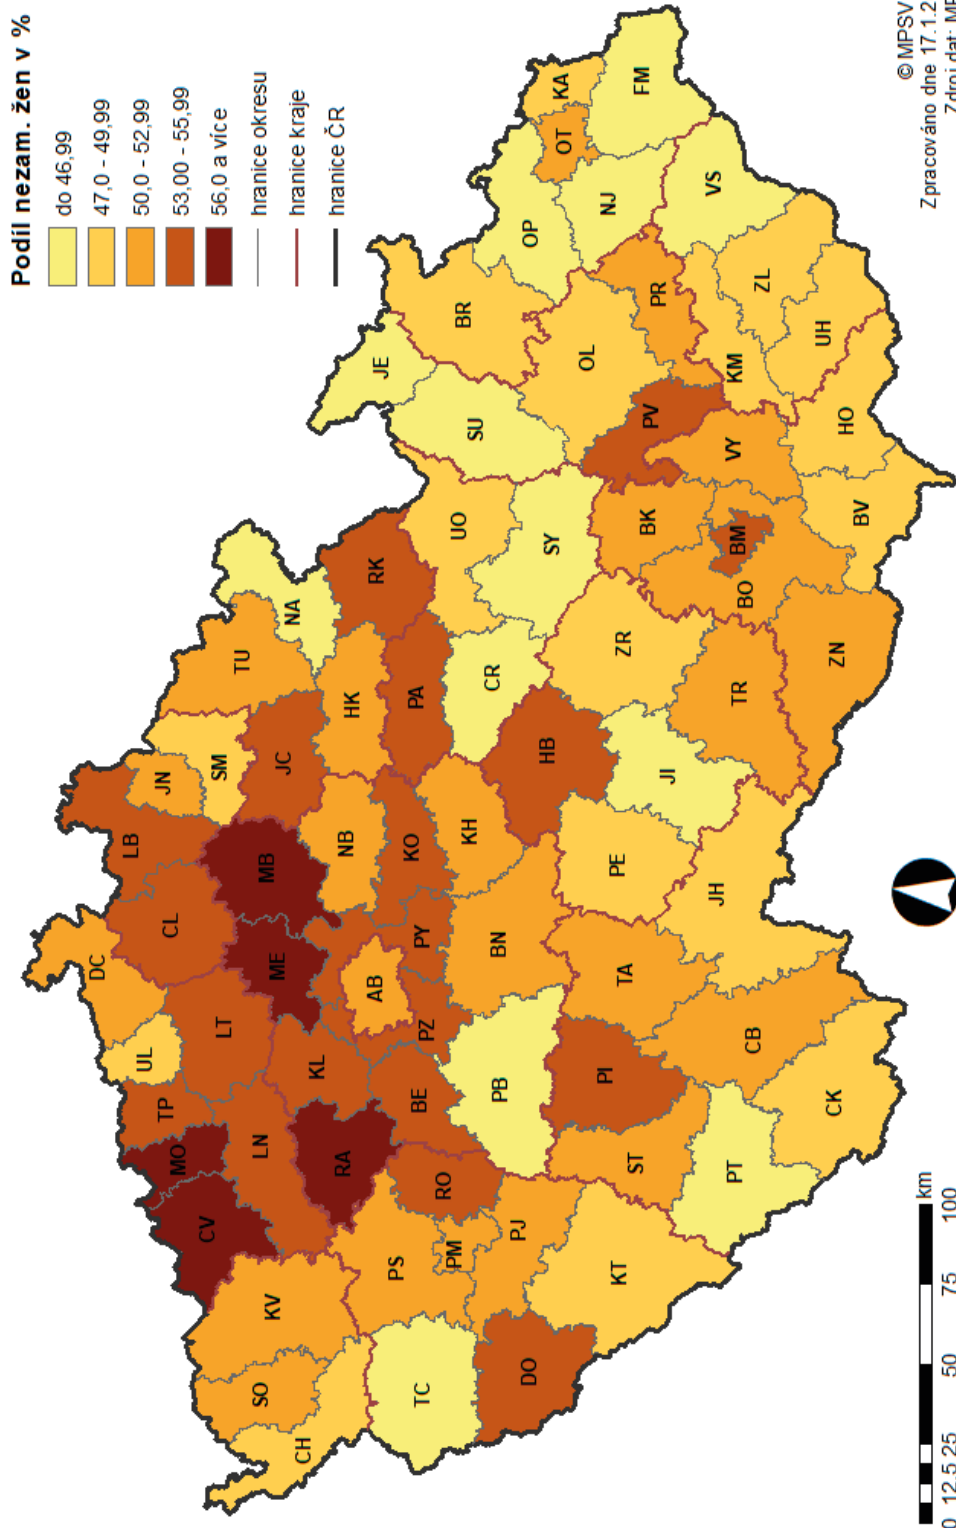 Podíl nezam. žen v %
do 46,99
47,0 - 49,99
50,0 - 52,99
53,00 - 55,99
56,0 a více
hranice okresu
hranice kraje
hranice ČR
DC
LB
JN
UL
CL
SM
TU
TP
LT
MO
ME
MB
JC
NA
CV
LN
KL
NB
HK
RK
JE
KV
RA
AB
KO
PA
UO
SU
BR
SO
BE
PZ
PY
KH
CR
SY
OL
OP
KA
CH
PS
RO
PB
BN
HB
OT
FM
TC
PM
PJ
PI
TA
PE
JI
ZR
BK
PV
PR
NJ
VS
DO
KT
ST
CB
JH
TR
BO
BM
VY
KM
ZL
PT
CK
ZN
BV
HO
UH
0 12,5 25 50 75 100
km
© MPSV
Zpracováno dne 17.1.2
Zdroj dat: MP